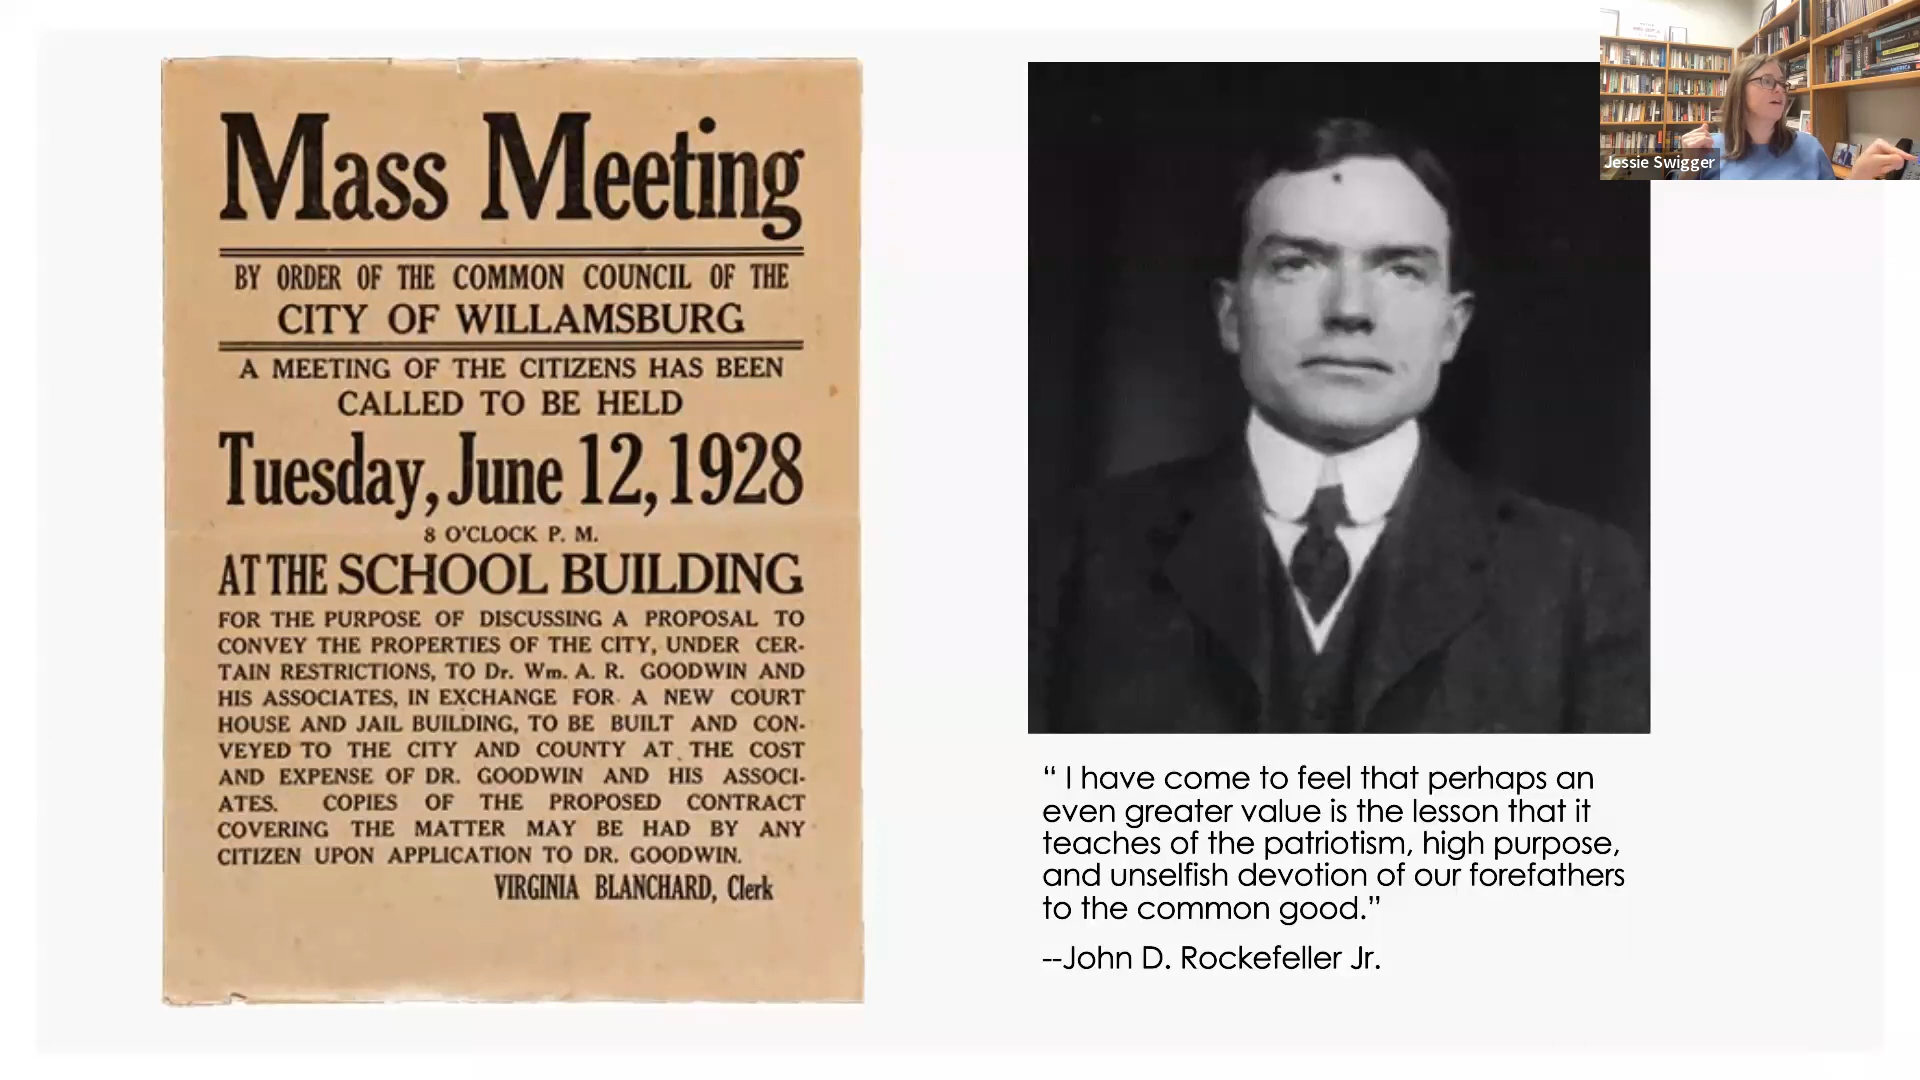 Mass Meeting
BY ORDER OF THE COMMON COUNCIL OF THE
CITY OF WILLAMSBURG
A MEETING OF THE CITIZENS HAS BEEN
CALLED TO BE HELD
Tuesday, June 12, 1928
8 O'CLOCK P. M.
AT THE SCHOOL BUILDING
FOR THE PURPOSE OF DISCUSSING A PROPOSAL TO
CONVEY THE PROPERTIES OF THE CITY, UNDER CER-
TAIN RESTRICTIONS, TO Dr. Wm. A. R. GOODWIN AND
HIS ASSOCIATES, IN EXCHANGE FOR A NEW COURT
HOUSE AND JAIL BUILDING, TO BE BUILT AND CON-
VEYED TO THE CITY AND COUNTY AT THE COST
AND EXPENSE OF DR. GOODWIN AND HIS ASSOCI-
ATES. COPIES OF THE PROPOSED CONTRACT
COVERING THE MATTER MAY BE HAD BY ANY
CITIZEN UPON APPLICATION TO DR. GOODWIN.
VIRGINIA BLANCHARD, Clerk
“ I have come to feel that perhaps an
even greater value is the lesson that it
teaches of the patriotism, high purpose,
and unselfish devotion of our forefathers
to the common good.”
--John D. Rockefeller Jr.
Jessie Swigger